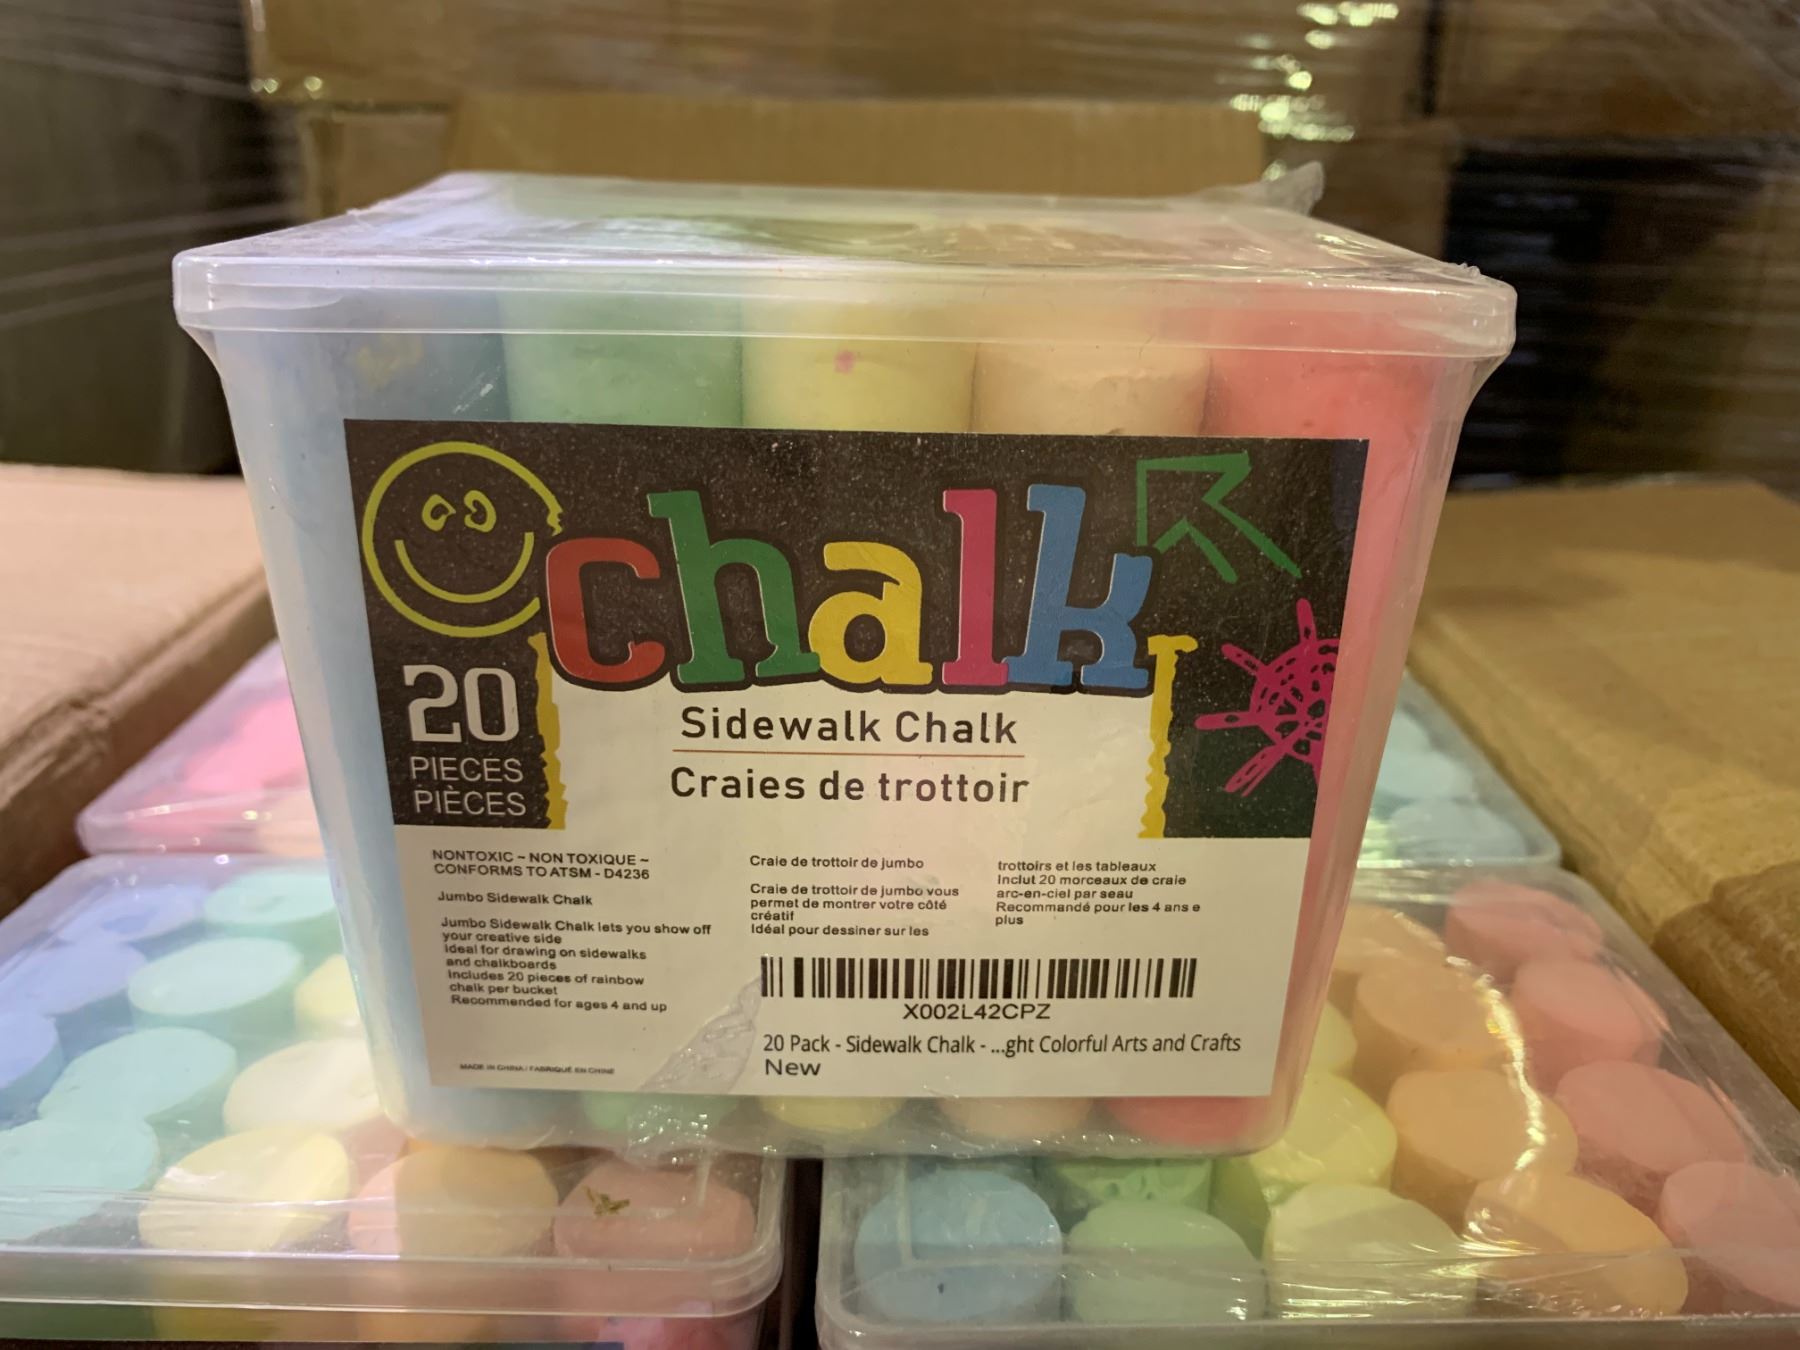 chalk
20
PIECES
PIÈCES
Sidewalk Chalk
Craies de trottoir
NONTOXIC ~ NON TOXIQUE ~
CONFORMS TO ATSM - D4236
Jumbo Sidewalk Chalk
Jumbo Sidewalk Chalk lets you show off
your creative side
Ideal for drawing on sidewalks
and chalkboards
Includes 20 pieces of rainbow
chalk per bucket
Recommended for ages 4 and up
MADE IN CHINA / FABRIQUÉ EN CHINE
Craie de trottoir de jumbo
Craie de trottoir de jumbo vous
permet de montrer votre côté
créatif
Idéal pour dessiner sur les
trottoirs et les tableaux
Inclut 20 morceaux de craie
arc-en-ciel par seau
Recommandé pour les 4 ans e
plus
X002L42CPZ
20 Pack - Sidewalk Chalk - ...ght Colorful Arts and Crafts
New